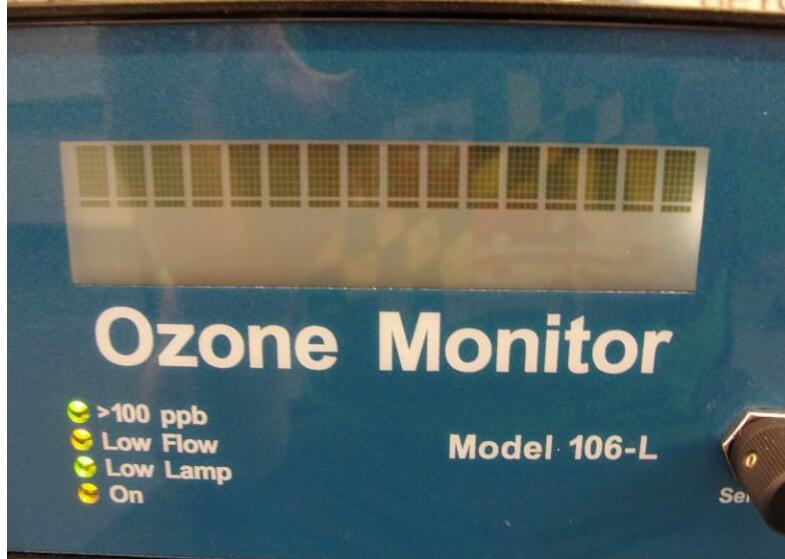 Ozone Monitor
>100 ppb
Low Flow
Low Lamp
On
Model 106-L